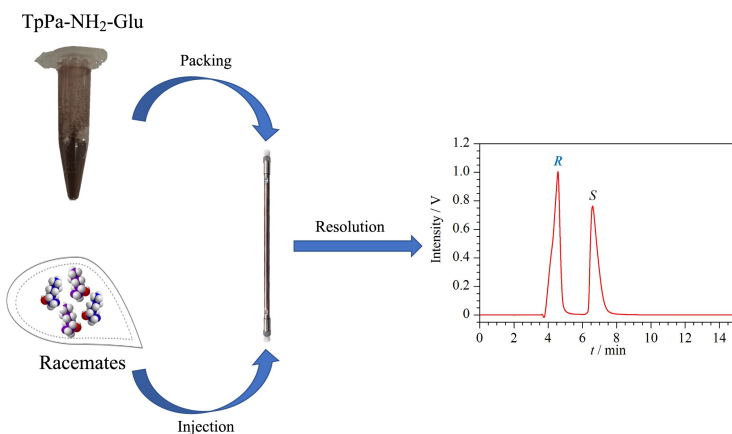 TpPa-NH2-Glu
Packing
Resolution
Racemates
Injection
1.2
1.0
0.8
0.6
0.4
0.2
0
Intensity / V
R
S
0 2 4 6 8 10 12 14
t / min